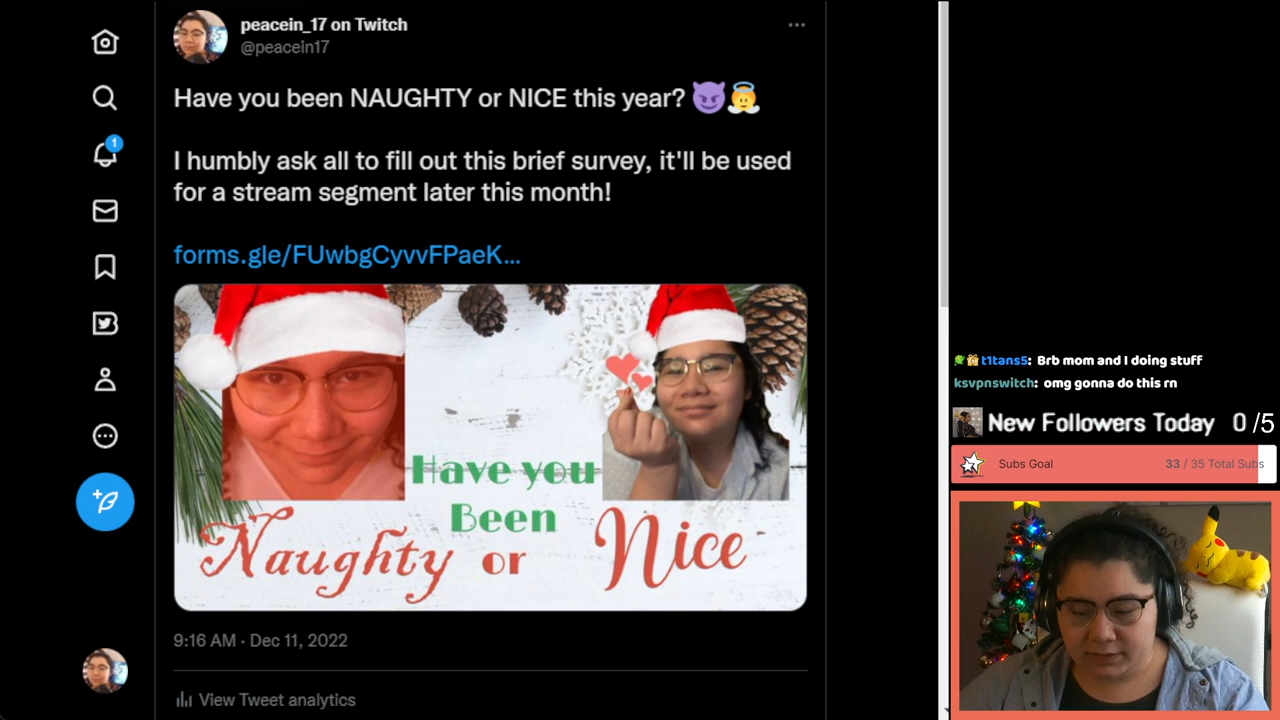 peacein_17 on Twitch
@peacein17
Have you been NAUGHTY or NICE this year? 😈😇
I humbly ask all to fill out this brief survey, it'll be used
for a stream segment later this month!
forms.gle/FUwbgCyvvFPaeK...
Have you
Been
Naughty or Nice
9:16 AM · Dec 11, 2022
View Tweet analytics
1
t1tans5: Brb mom and I doing stuff
ksvpnswitch: omg gonna do this rn
New Followers Today 0 /5
Subs Goal 33 / 35 Total Subs